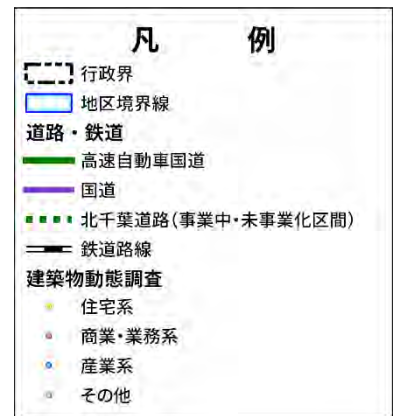 凡　例
行政界
地区境界線
道路・鉄道
高速自動車国道
国道
北千葉道路(事業中・未事業化区間)
鉄道路線
建築物動態調査
住宅系
商業・業務系
産業系
その他